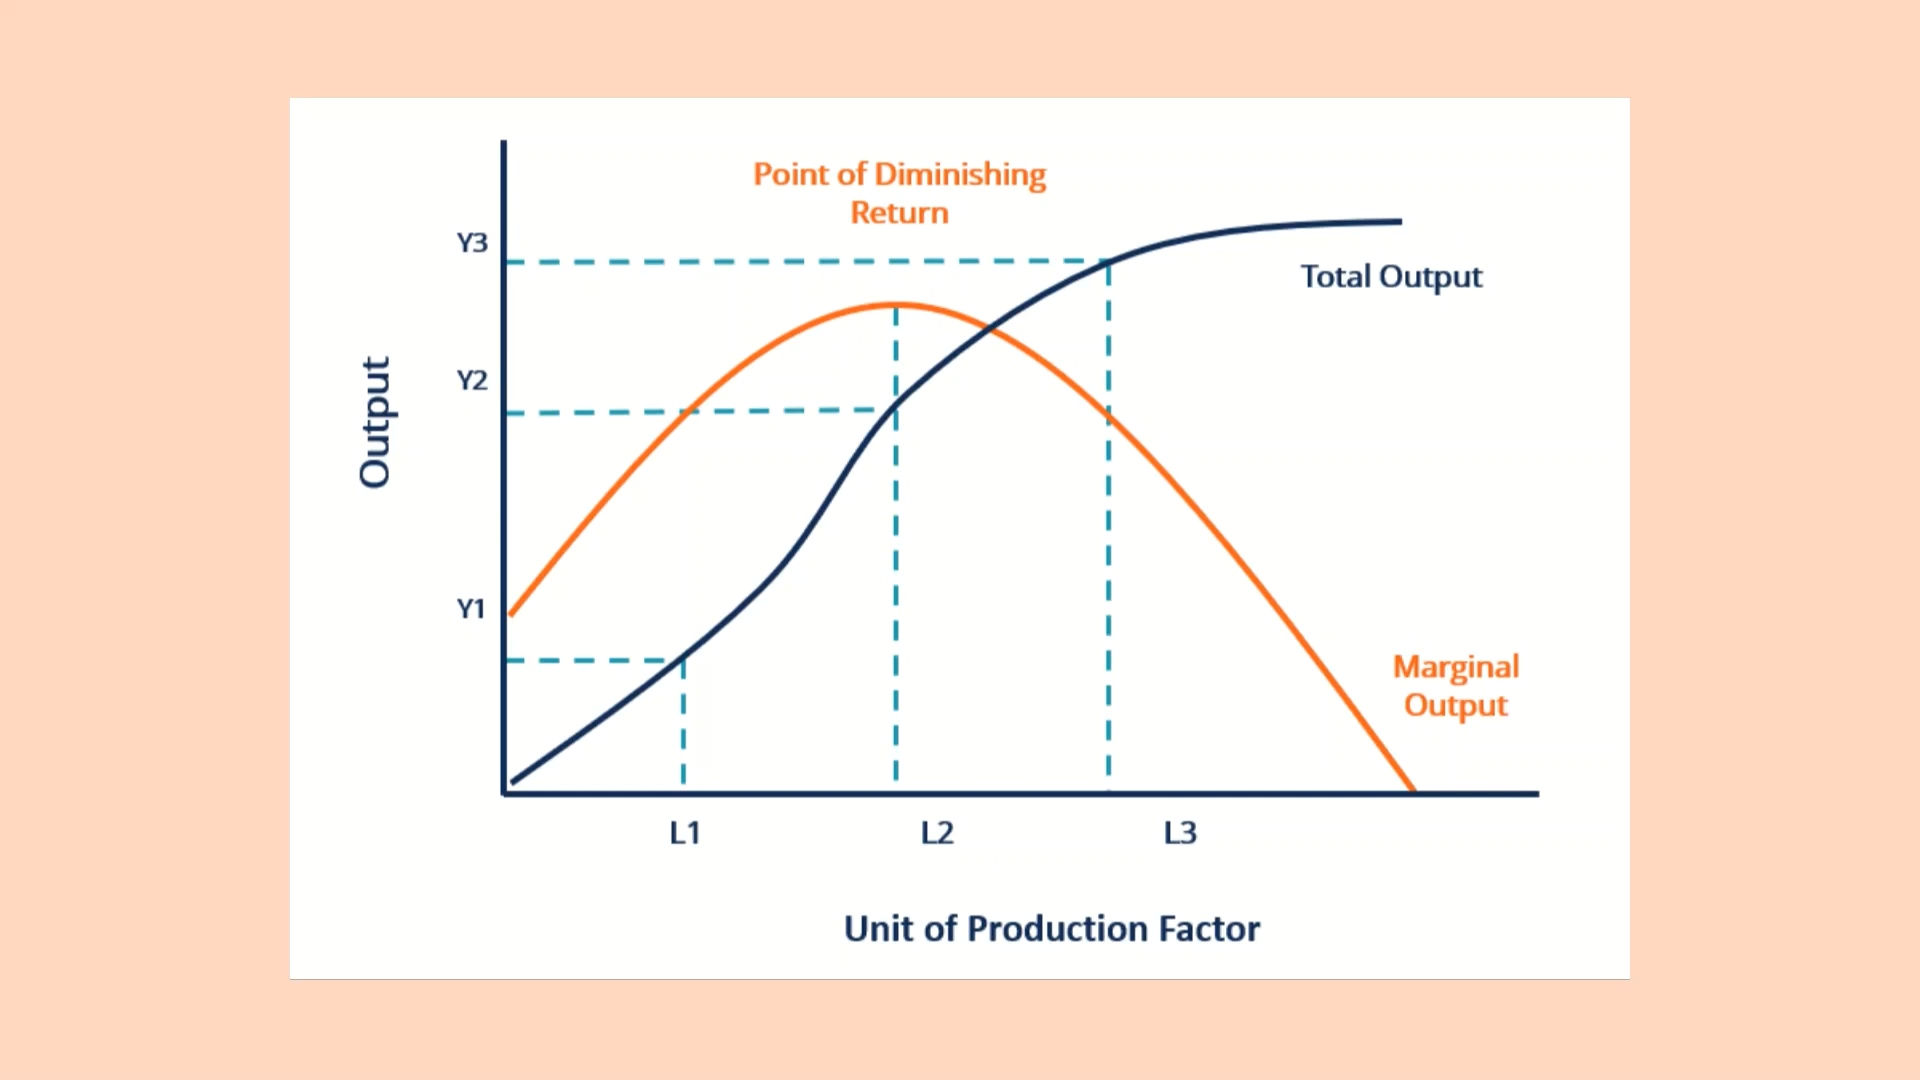 Point of Diminishing
Return
Y3
Total Output
Y2
Output
Y1
Marginal
Output
L1
L2
L3
Unit of Production Factor